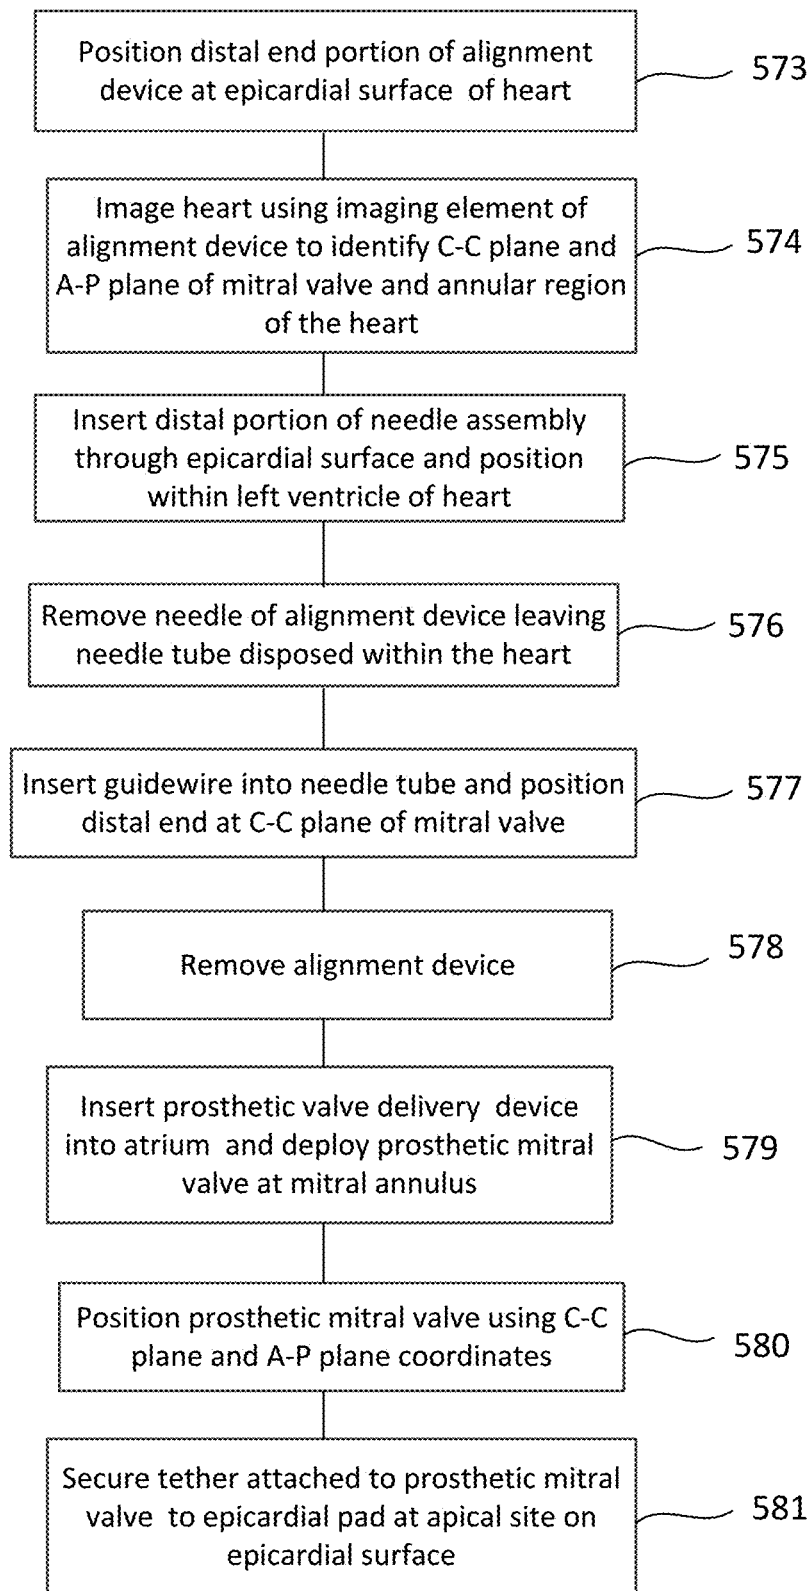 Position distal end portion of alignment
device at epicardial surface of heart
573
Image heart using imaging element of
alignment device to identify C-C plane and
A-P plane of mitral valve and annular region
of the heart
574
Insert distal portion of needle assembly
through epicardial surface and position
within left ventricle of heart
575
Remove needle of alignment device leaving
needle tube disposed within the heart
576
Insert guidewire into needle tube and position
distal end at C-C plane of mitral valve
577
Remove alignment device
578
Insert prosthetic valve delivery device
into atrium and deploy prosthetic mitral
valve at mitral annulus
579
Position prosthetic mitral valve using C-C
plane and A-P plane coordinates
580
Secure tether attached to prosthetic mitral
valve to epicardial pad at apical site on
epicardial surface
581